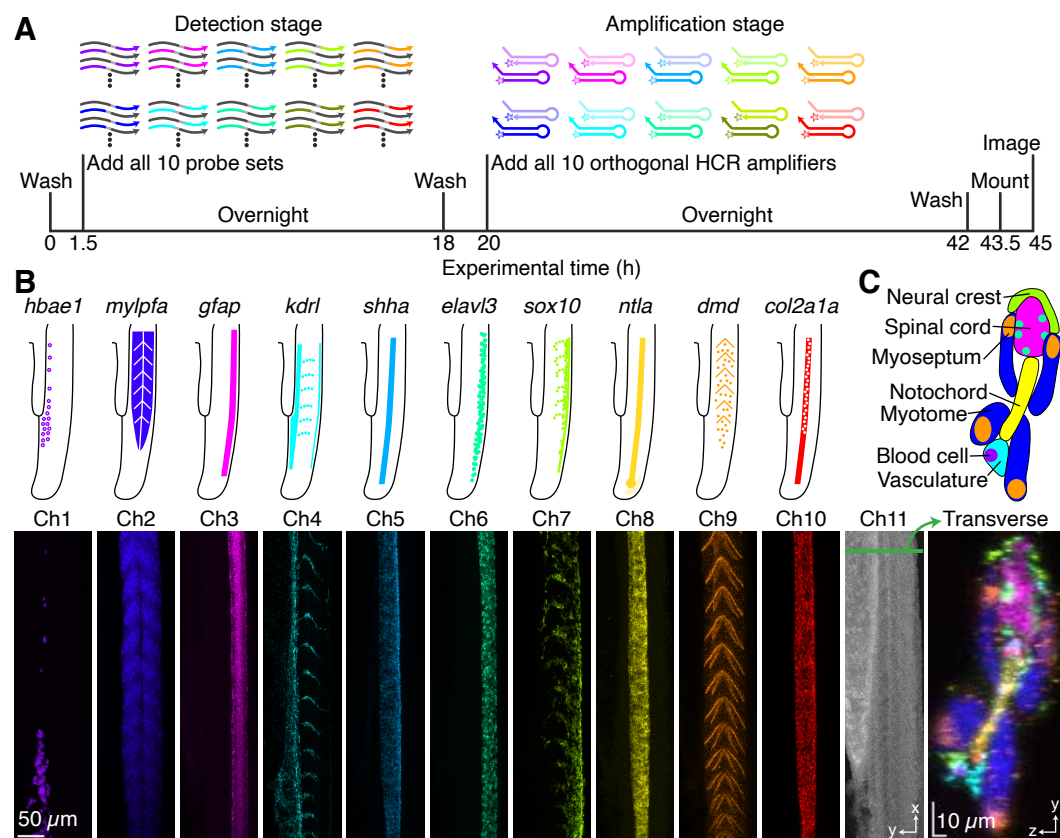 A
Detection stage
Amplification stage
Image
Add all 10 probe sets
Add all 10 orthogonal HCR amplifiers
Wash
Wash
Mount
Wash
Overnight
Overnight
0 1.5 18 20 42 43.5 45
Experimental time (h)
B
C
hbae1 mylpfa gfap kdrl shha elavl3 sox10 ntla dmd col2a1a
Neural crest
Spinal cord
Myoseptum
Notochord
Myotome
Blood cell
Vasculature
Ch1 Ch2 Ch3 Ch4 Ch5 Ch6 Ch7 Ch8 Ch9 Ch10 Ch11 Transverse
50 µm
x
y
10 µm
y
z